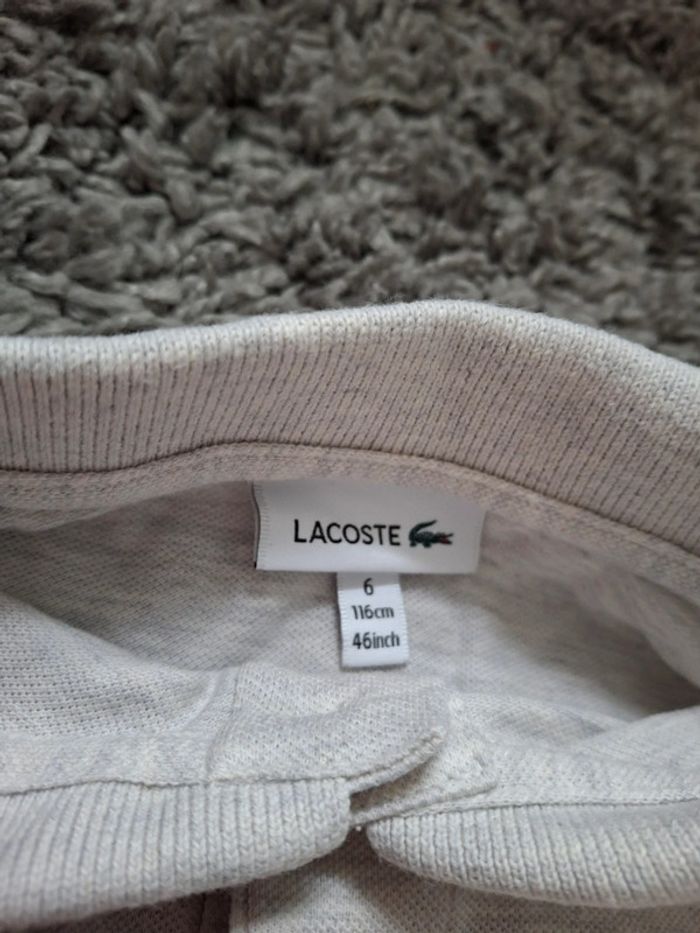 LACOSTE
6
116cm
46inch